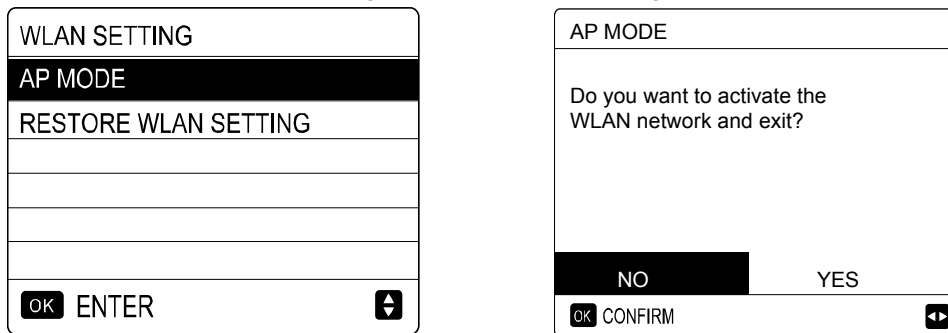 WLAN SETTING
AP MODE
RESTORE WLAN SETTING
OK ENTER
AP MODE
Do you want to activate the
WLAN network and exit?
NO YES
OK CONFIRM